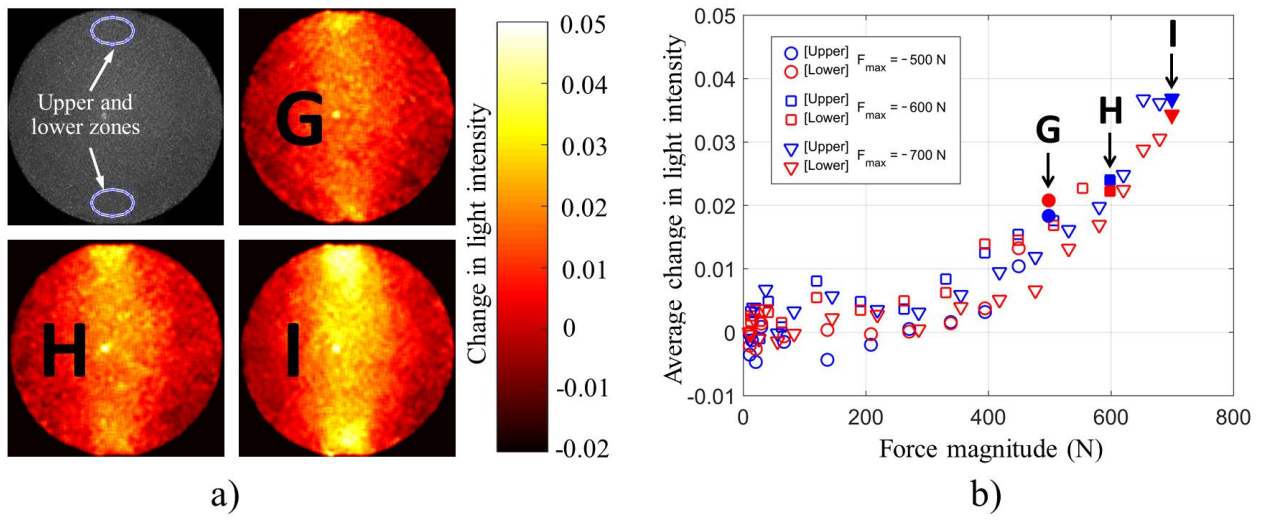 Upper and
lower zones
G
H
I
Change in light intensity
0.05
0.04
0.03
0.02
0.01
0
-0.01
-0.02
a)
Average change in light intensity
0.05
0.04
0.03
0.02
0.01
0
-0.01
[Upper]
[Lower]
Fmax = -500 N
[Upper]
[Lower]
Fmax = -600 N
[Upper]
[Lower]
Fmax = -700 N
G
H
I
0
200
400
600
800
Force magnitude (N)
b)